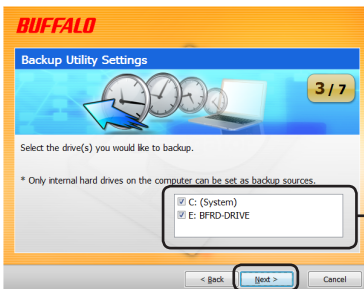 BUFFALO
Backup Utility Settings
3 / 7
Select the drive(s) you would like to backup.
* Only internal hard drives on the computer can be set as backup sources.
C: (System)
E: BFRD-DRIVE
< Back
Next >
Cancel